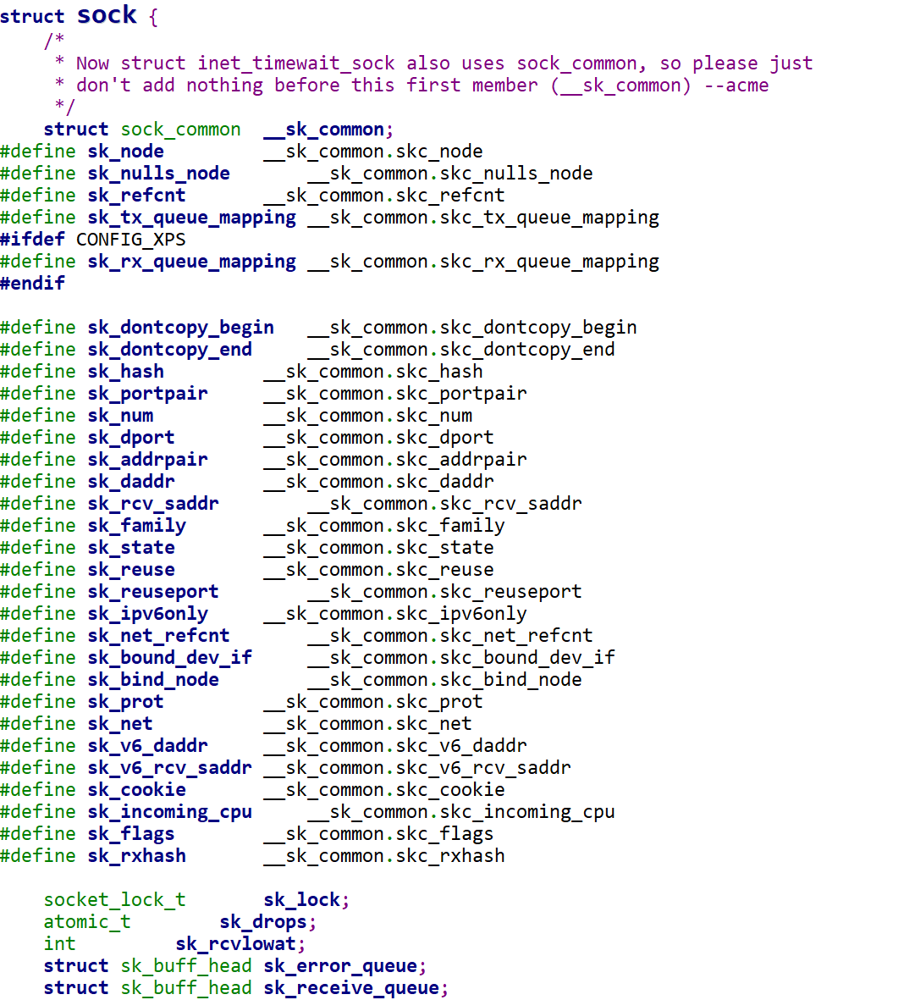 struct sock {
/*
* Now struct inet_timewait_sock also uses sock_common, so please just
* don't add nothing before this first member (__sk_common) --acme
*/
struct sock_common __sk_common;
#define sk_node __sk_common.skc_node
#define sk_nulls_node __sk_common.skc_nulls_node
#define sk_refcnt __sk_common.skc_refcnt
#define sk_tx_queue_mapping __sk_common.skc_tx_queue_mapping
#ifdef CONFIG_XPS
#define sk_rx_queue_mapping __sk_common.skc_rx_queue_mapping
#endif
#define sk_dontcopy_begin __sk_common.skc_dontcopy_begin
#define sk_dontcopy_end __sk_common.skc_dontcopy_end
#define sk_hash __sk_common.skc_hash
#define sk_portpair __sk_common.skc_portpair
#define sk_num __sk_common.skc_num
#define sk_dport __sk_common.skc_dport
#define sk_addrpair __sk_common.skc_addrpair
#define sk_daddr __sk_common.skc_daddr
#define sk_rcv_saddr __sk_common.skc_rcv_saddr
#define sk_family __sk_common.skc_family
#define sk_state __sk_common.skc_state
#define sk_reuse __sk_common.skc_reuse
#define sk_reuseport __sk_common.skc_reuseport
#define sk_ipv6only __sk_common.skc_ipv6only
#define sk_net_refcnt __sk_common.skc_net_refcnt
#define sk_bound_dev_if __sk_common.skc_bound_dev_if
#define sk_bind_node __sk_common.skc_bind_node
#define sk_prot __sk_common.skc_prot
#define sk_net __sk_common.skc_net
#define sk_v6_daddr __sk_common.skc_v6_daddr
#define sk_v6_rcv_saddr __sk_common.skc_v6_rcv_saddr
#define sk_cookie __sk_common.skc_cookie
#define sk_incoming_cpu __sk_common.skc_incoming_cpu
#define sk_flags __sk_common.skc_flags
#define sk_rxhash __sk_common.skc_rxhash
socket_lock_t sk_lock;
atomic_t sk_drops;
int sk_rcvlowat;
struct sk_buff_head sk_error_queue;
struct sk_buff_head sk_receive_queue;